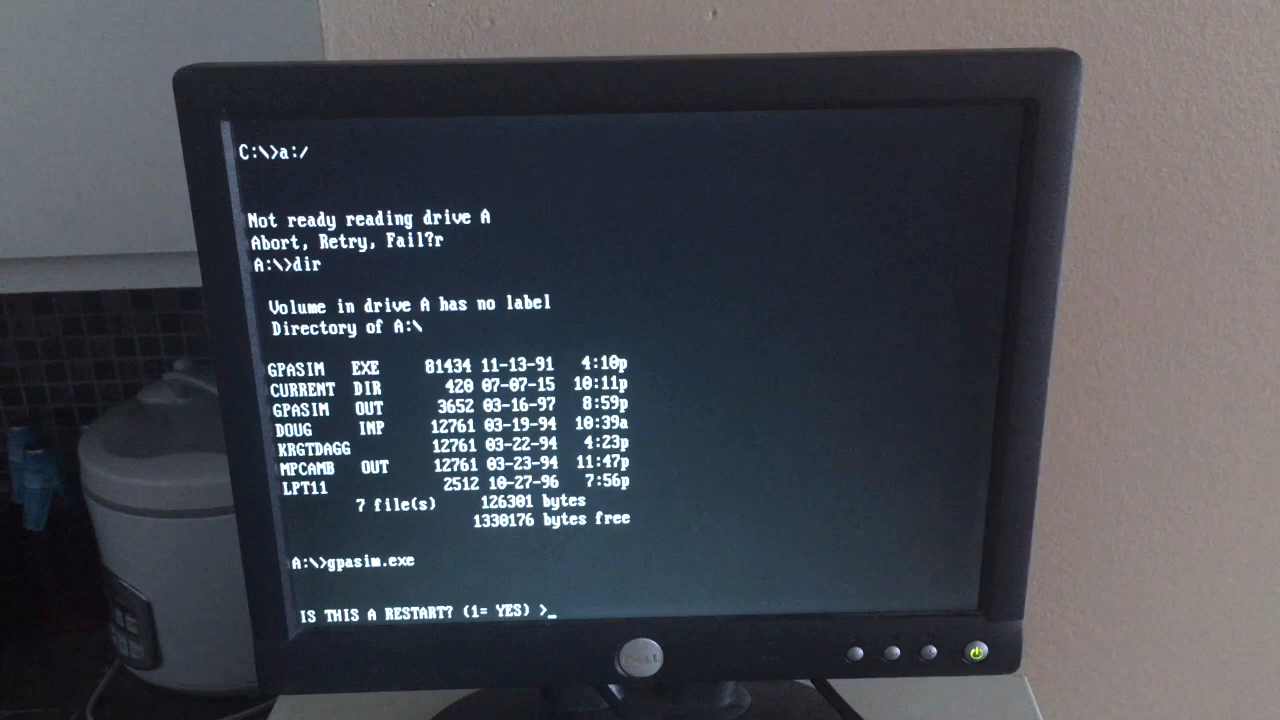 C:\>a:/
Not ready reading drive A
Abort, Retry, Fail?r
A:\>dir
Volume in drive A has no label
Directory of A:\
GPASIM EXE 81434 11-13-91 4:10p
CURRENT DIR 420 07-07-15 10:11p
GPASIM OUT 3652 03-16-97 8:59p
DOUG INP 12761 03-19-94 10:39a
KRGTDAGG 12761 03-22-94 4:23p
MPCAMB OUT 12761 03-23-94 11:47p
LPT11 2512 10-27-96 7:56p
7 file(s) 126301 bytes
1330176 bytes free
A:\>gpasim.exe
IS THIS A RESTART? (1= YES) >_
DELL